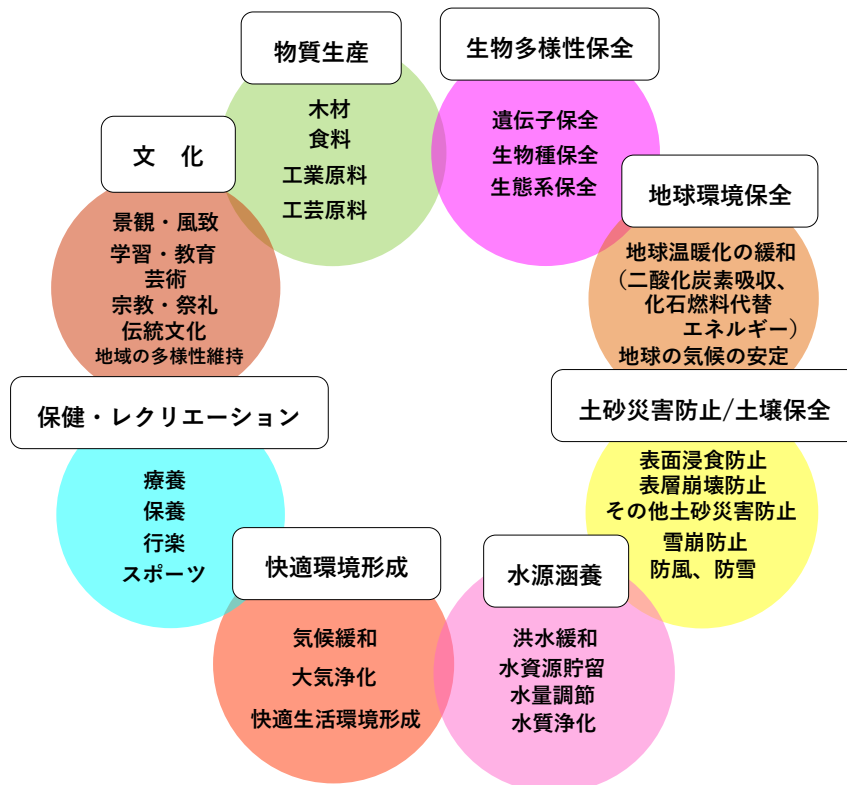 物質生産
木材
食料
工業原料
工芸原料
生物多様性保全
遺伝子保全
生物種保全
生態系保全
地球環境保全
地球温暖化の緩和
(二酸化炭素吸収、
化石燃料代替
エネルギー)
地球の気候の安定
土砂災害防止/土壌保全
表面浸食防止
表層崩壊防止
その他土砂災害防止
雪崩防止
防風、防雪
水源涵養
洪水緩和
水資源貯留
水量調節
水質浄化
快適環境形成
気候緩和
大気浄化
快適生活環境形成
保健・レクリエーション
療養
保養
行楽
スポーツ
文　化
景観・風致
学習・教育
芸術
宗教・祭礼
伝統文化
地域の多様性維持